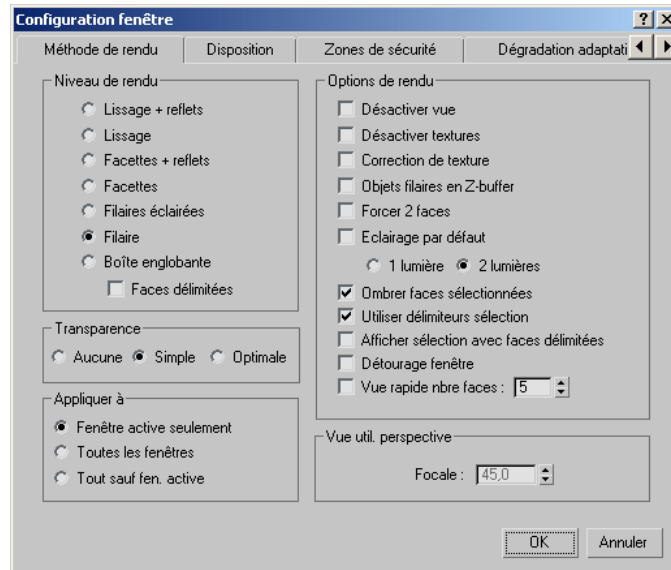 Configuration fenêtre
Méthode de rendu
Disposition
Zones de sécurité
Dégradation adaptati
Niveau de rendu
Lissage + reflets
Lissage
Facettes + reflets
Facettes
Filaires éclairées
Filaire
Boîte englobante
Faces délimitées
Transparence
Aucune
Simple
Optimale
Appliquer à
Fenêtre active seulement
Toutes les fenêtres
Tout sauf fen. active
Options de rendu
Désactiver vue
Désactiver textures
Correction de texture
Objets filaires en Z-buffer
Forcer 2 faces
Eclairage par défaut
1 lumière
2 lumières
Ombrer faces sélectionnées
Utiliser délimiteurs sélection
Afficher sélection avec faces délimitées
Détourage fenêtre
Vue rapide nbre faces : 5
Vue util. perspective
Focale : 45,0
OK
Annuler